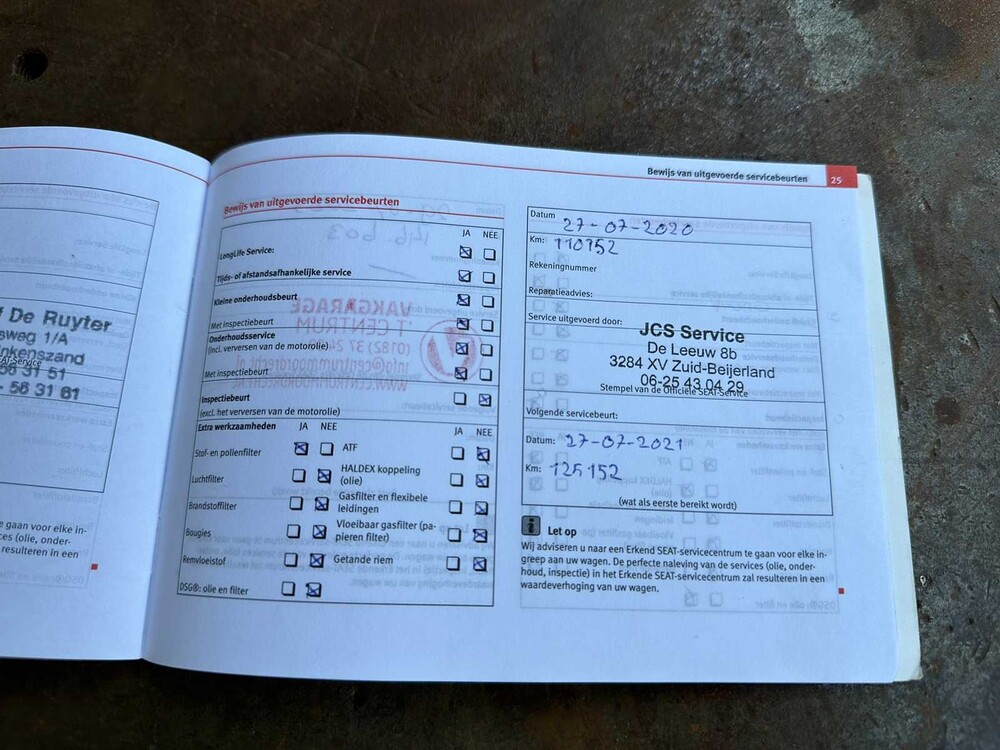 De Ruyter
sweg 1/A
nkenszand
56 31 51
SEAT-Service
- 56 31 61
e gaan voor elke in-
ces (olie, onder-
resulteren in een
Bewijs van uitgevoerde servicebeurten 25
Bewijs van uitgevoerde servicebeurten
JA NEE
LongLife Service:
Tijds- of afstandsafhankelijke service
Kleine onderhoudsbeurt
Met inspectiebeurt
Onderhoudsservice
(incl. verversen van de motorolie)
Met inspectiebeurt
Inspectiebeurt
(excl. het verversen van de motorolie)
Extra werkzaamheden JA NEE JA NEE
Stof- en pollenfilter ATF
Luchtfilter HALDEX koppeling
(olie)
Brandstoffilter Gasfilter en flexibele
leidingen
Bougies Vloeibaar gasfilter (pa-
pieren filter)
Remvloeistof Getande riem
DSG®: olie en filter
Datum 27-07-2020
Km: 110152
Rekeningnummer
Reparatieadvies:
Service uitgevoerd door:
JCS Service
De Leeuw 8b
3284 XV Zuid-Beijerland
06-25 43 04 29
Stempel van de Officiële SEAT-Service
Volgende servicebeurt:
Datum: 27-07-2021
Km: 125152
(wat als eerste bereikt wordt)
i Let op
Wij adviseren u naar een Erkend SEAT-servicecentrum te gaan voor elke in-
greep aan uw wagen. De perfecte naleving van de services (olie, onder-
houd, inspectie) in het Erkende SEAT-servicecentrum zal resulteren in een
waardeverhoging van uw wagen.